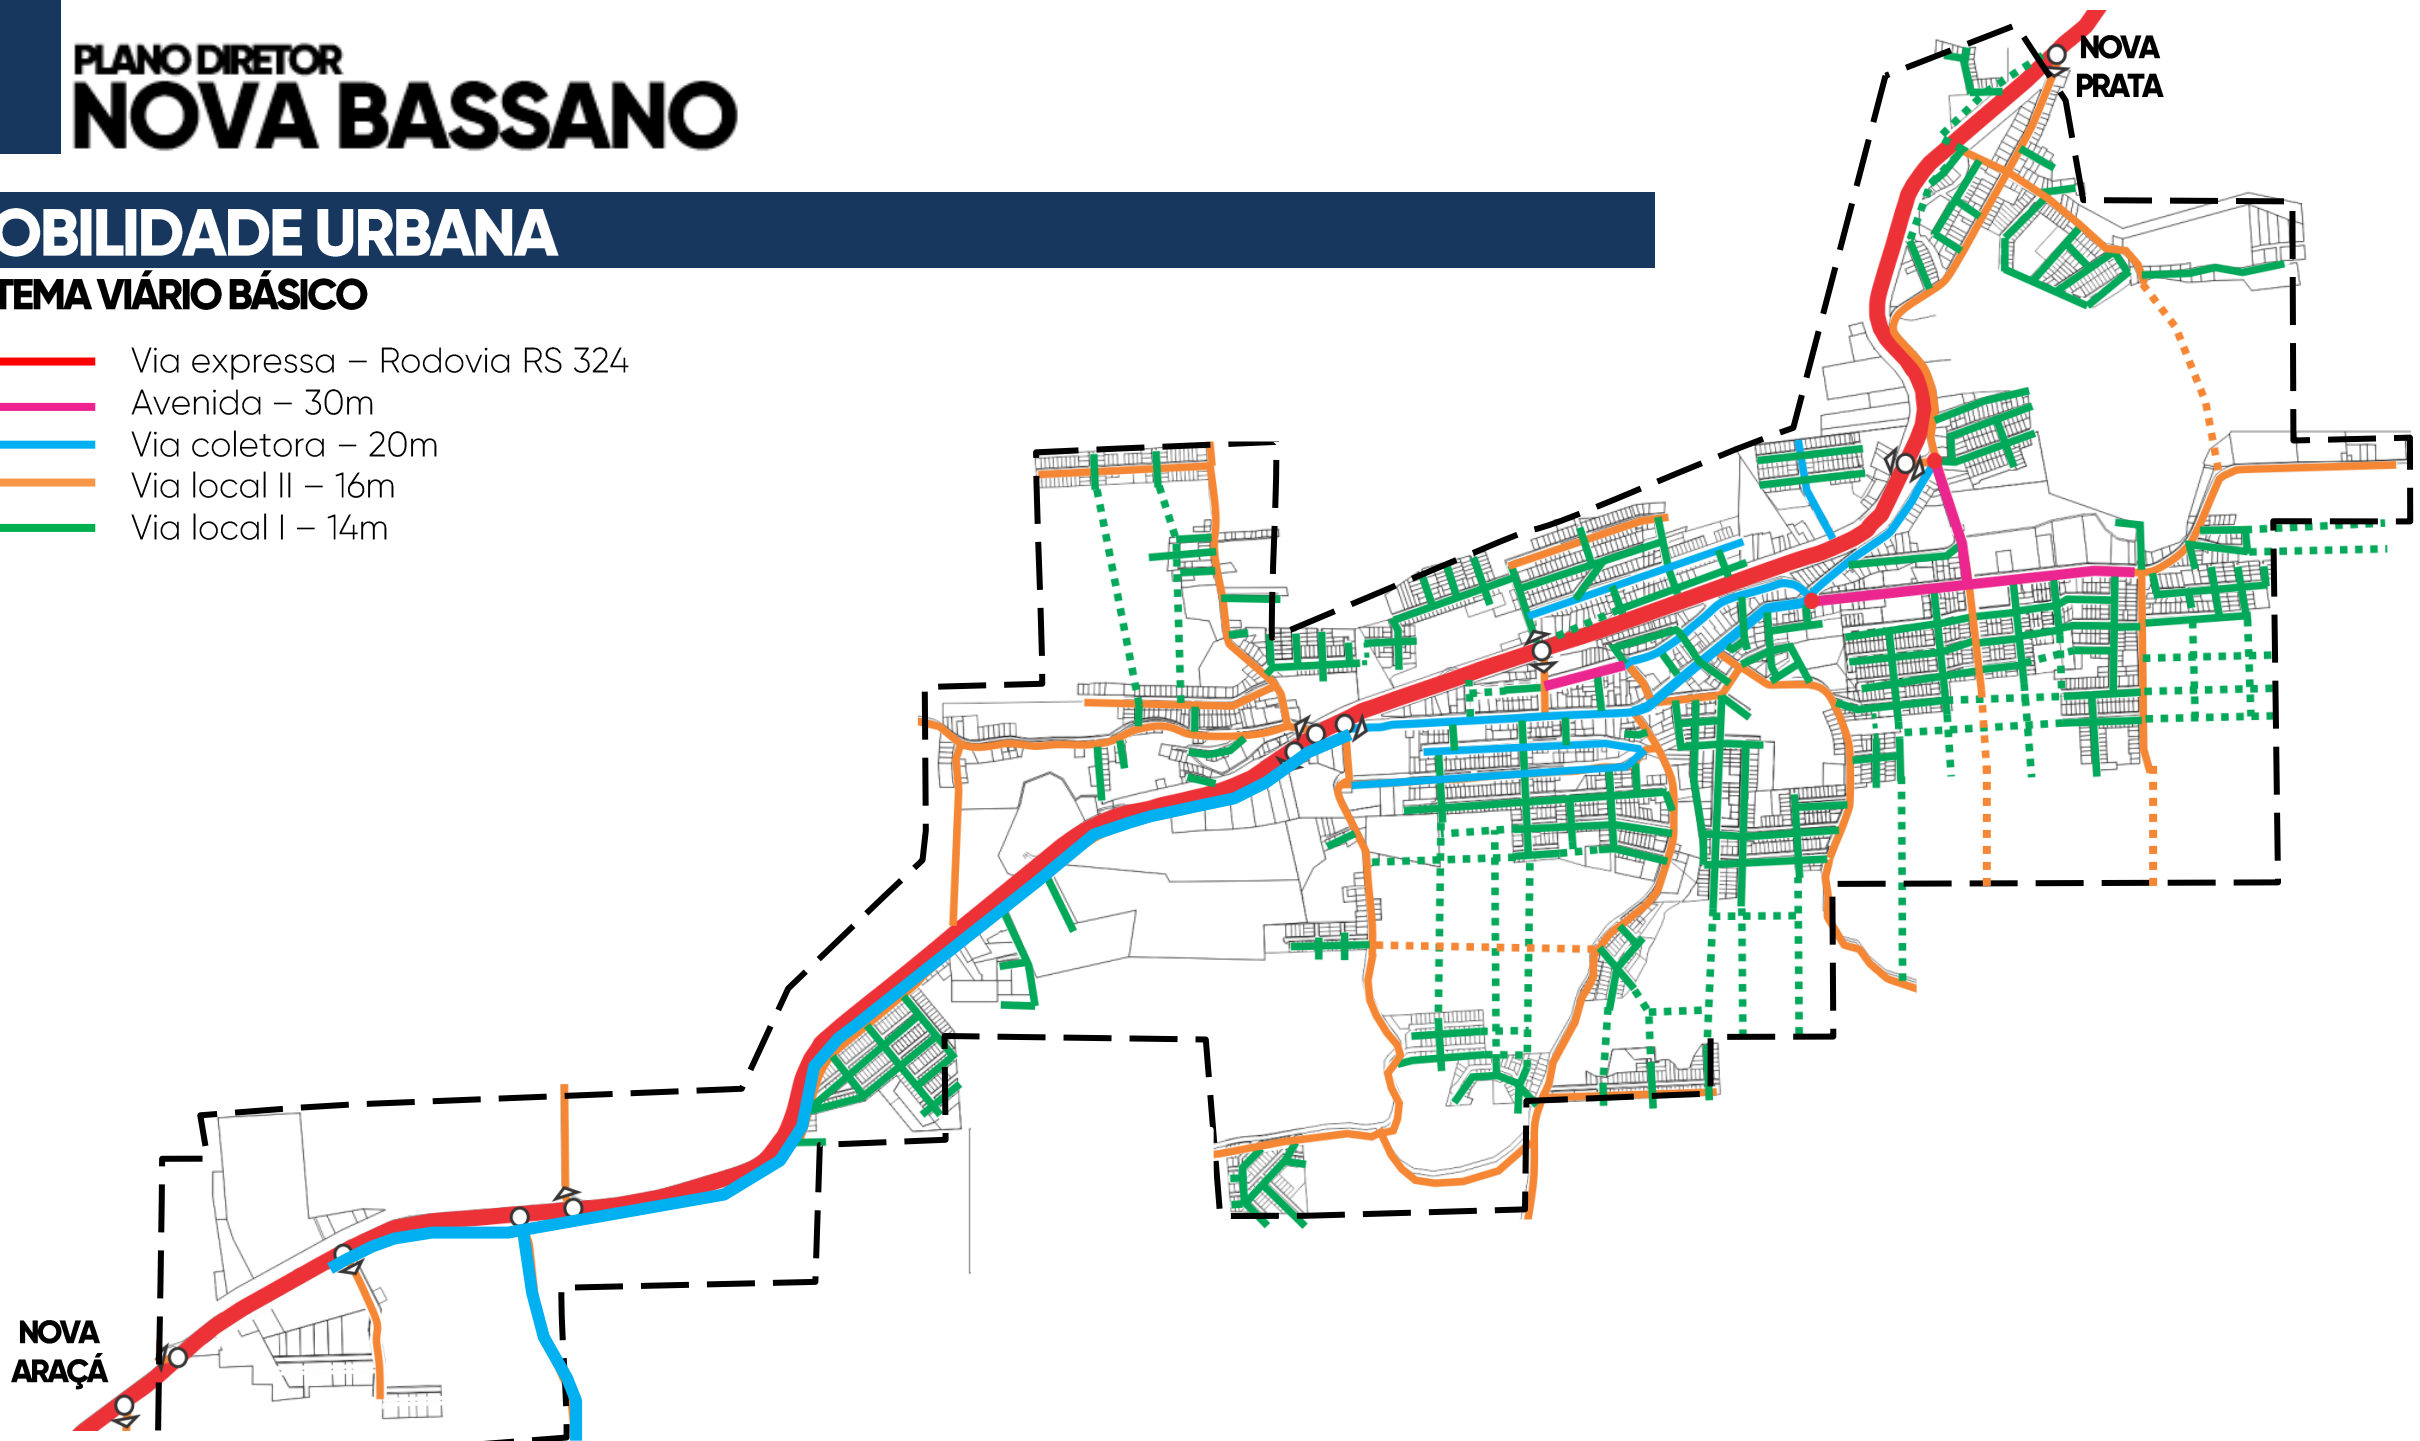 PLANO DIRETOR
NOVA BASSANO
OBILIDADE URBANA
TEMA VIÁRIO BÁSICO
Via expressa – Rodovia RS 324
Avenida – 30m
Via coletora – 20m
Via local II – 16m
Via local I – 14m
NOVA
PRATA
NOVA
ARAÇÁ